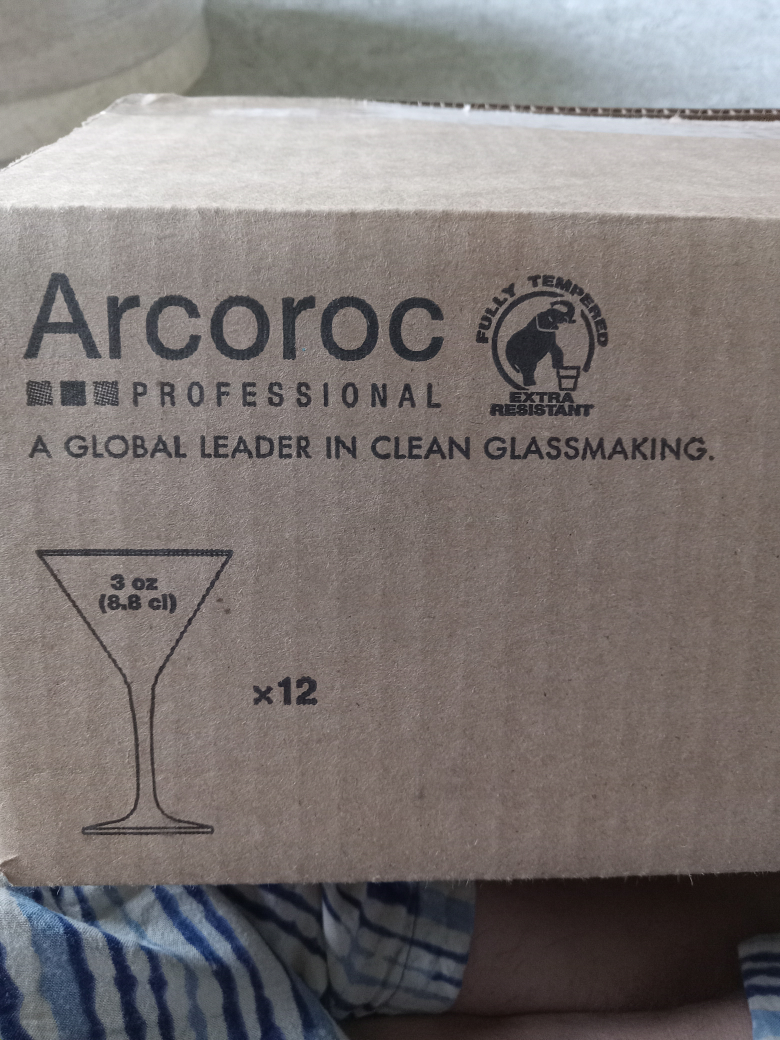 Arcoroc
PROFESSIONAL
FULLY TEMPERED
EXTRA
RESISTANT
A GLOBAL LEADER IN CLEAN GLASSMAKING.
3 oz
(8.8 cl)
x12